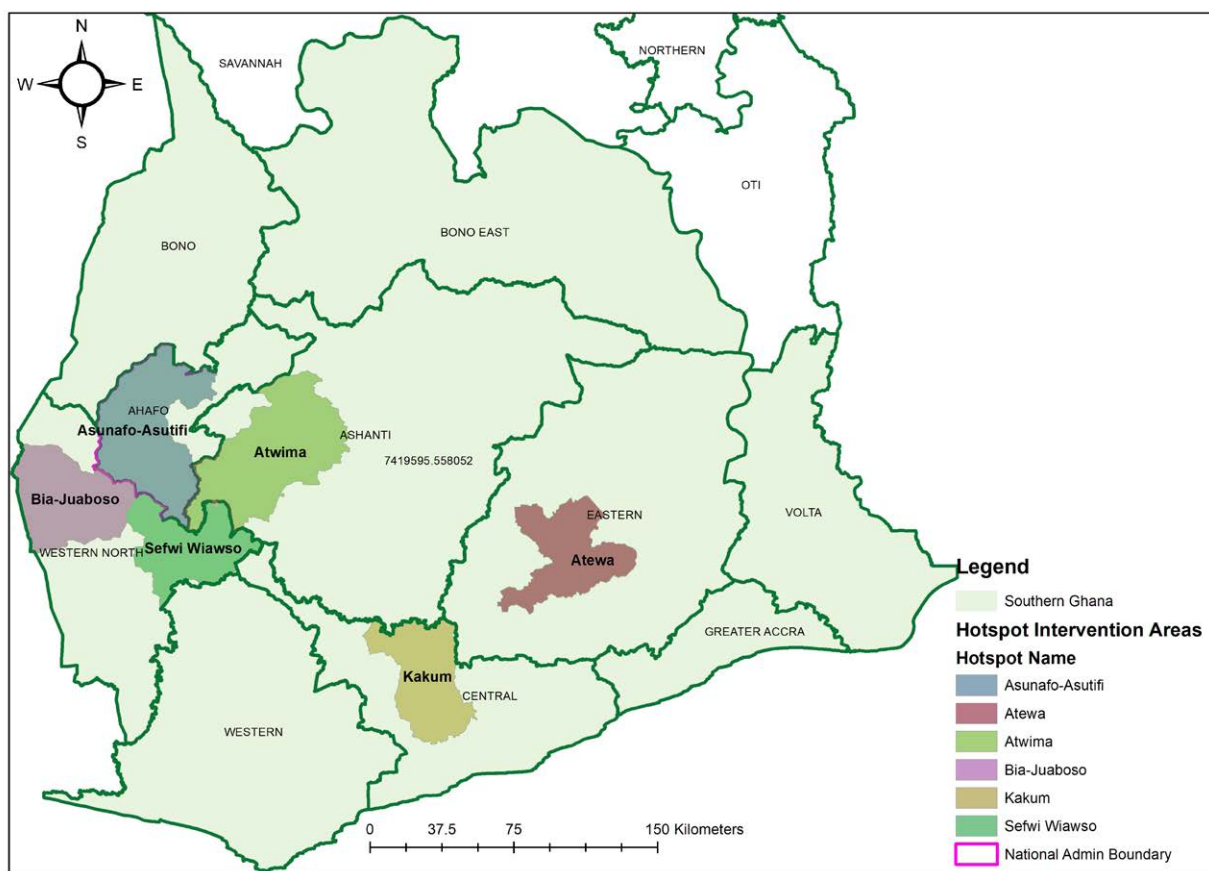 N
W E
S
SAVANNAH
NORTHERN
OTI
BONO
BONO EAST
AHAFO
Asunafo-Asutifi
ASHANTI
Atwima
7419595.558052
Bia-Juaboso
EASTERN
VOLTA
WESTERN NORTH
Sefwi Wiawso
Atewa
GREATER ACCRA
Kakum
CENTRAL
WESTERN
0 37.5 75 150 Kilometers
Legend
Southern Ghana
Hotspot Intervention Areas
Hotspot Name
Asunafo-Asutifi
Atewa
Atwima
Bia-Juaboso
Kakum
Sefwi Wiawso
National Admin Boundary